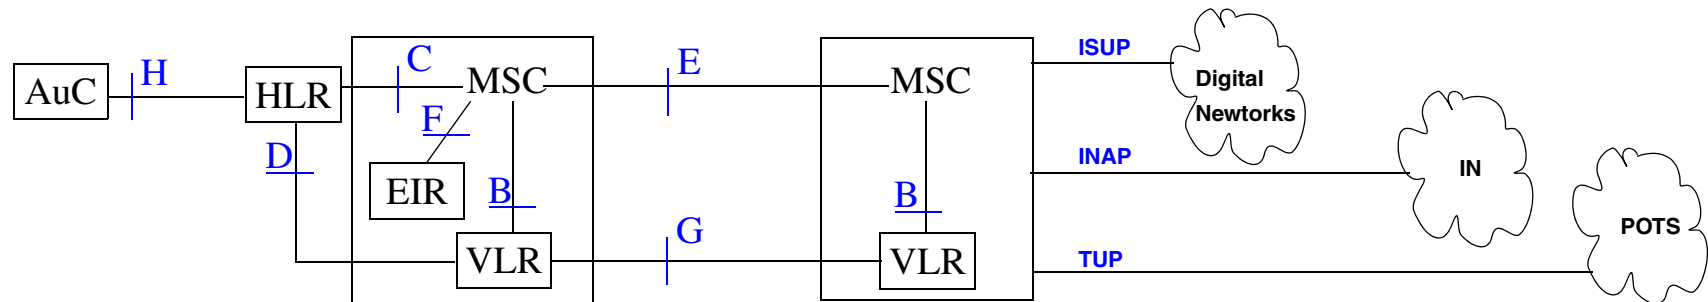 AuC
H
HLR
C
MSC
F
EIR
D
B
VLR
E
G
MSC
B
VLR
ISUP
Digital
Newtorks
INAP
IN
TUP
POTS